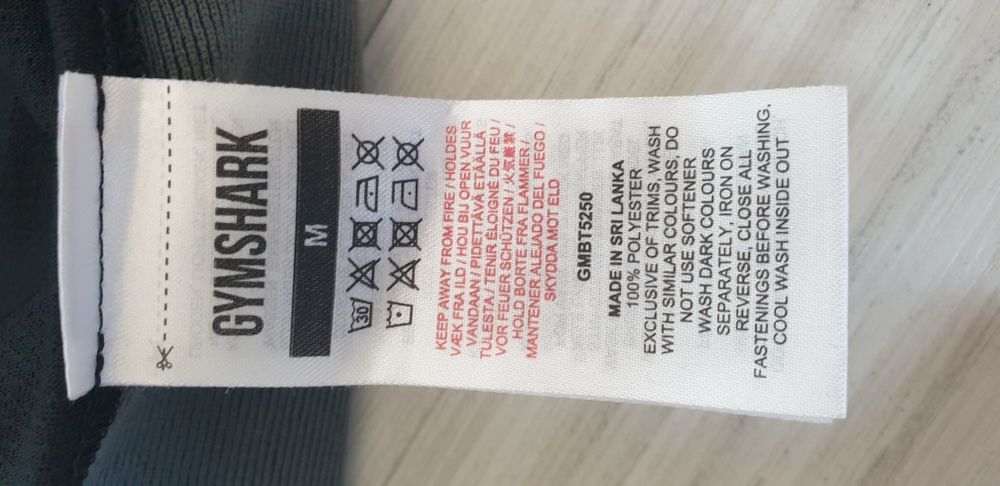 GYMSHARK
M
30
KEEP AWAY FROM FIRE / HOLDES
VÆK FRA ILD / HOU BIJ OPEN VUUR
VANDAAN / PIDETTÄVÄ ETÄÄLLÄ
TULESTA / TENIR ÉLOIGNÉ DU FEU /
VOR FEUER SCHÜTZEN / 火気厳禁 /
HOLD BORTE FRA FLAMMER /
MANTENER ALEJADO DEL FUEGO /
SKYDDA MOT ELD
GMBT5250
MADE IN SRI LANKA
100% POLYESTER
EXCLUSIVE OF TRIMS, WASH
WITH SIMILAR COLOURS, DO
NOT USE SOFTENER
WASH DARK COLOURS
SEPARATELY, IRON ON
REVERSE, CLOSE ALL
FASTENINGS BEFORE WASHING,
COOL WASH INSIDE OUT